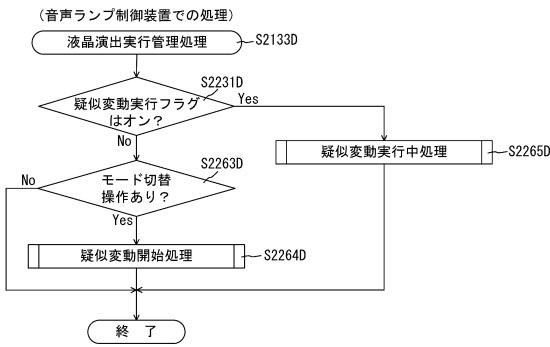 （音声ランプ制御装置での処理）
液晶演出実行管理処理
S2133D
疑似変動実行フラグ
はオン？
S2231D
Yes
No
疑似変動実行中処理
S2265D
モード切替
操作あり？
S2263D
No
Yes
疑似変動開始処理
S2264D
終 了